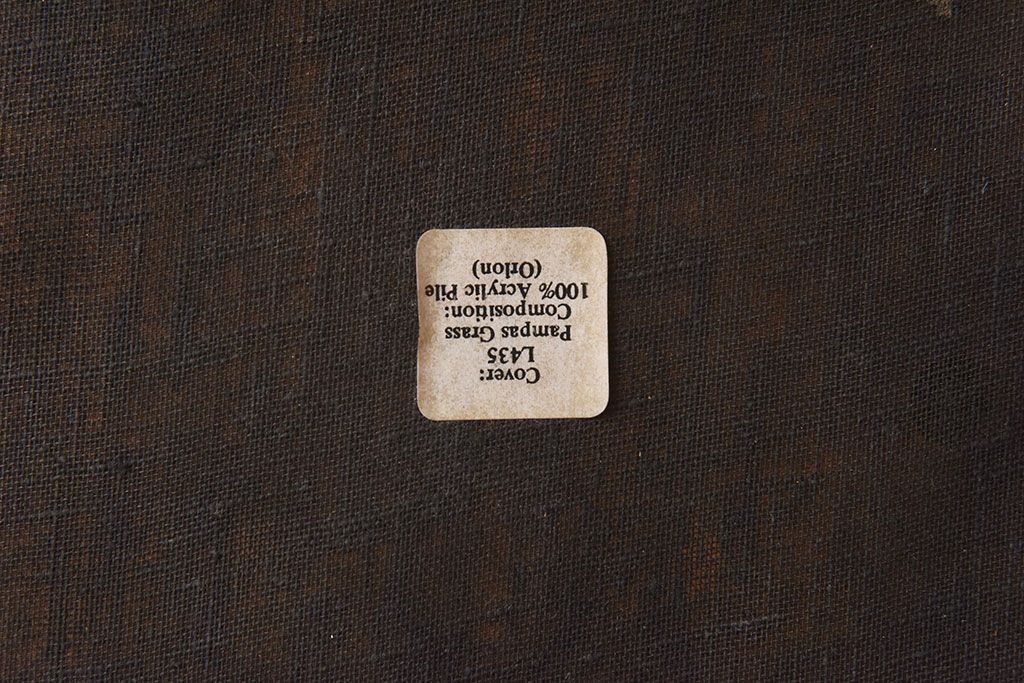 Cover:
L435
Pampas Grass
Composition:
100% Acrylic Pile
(Orlon)